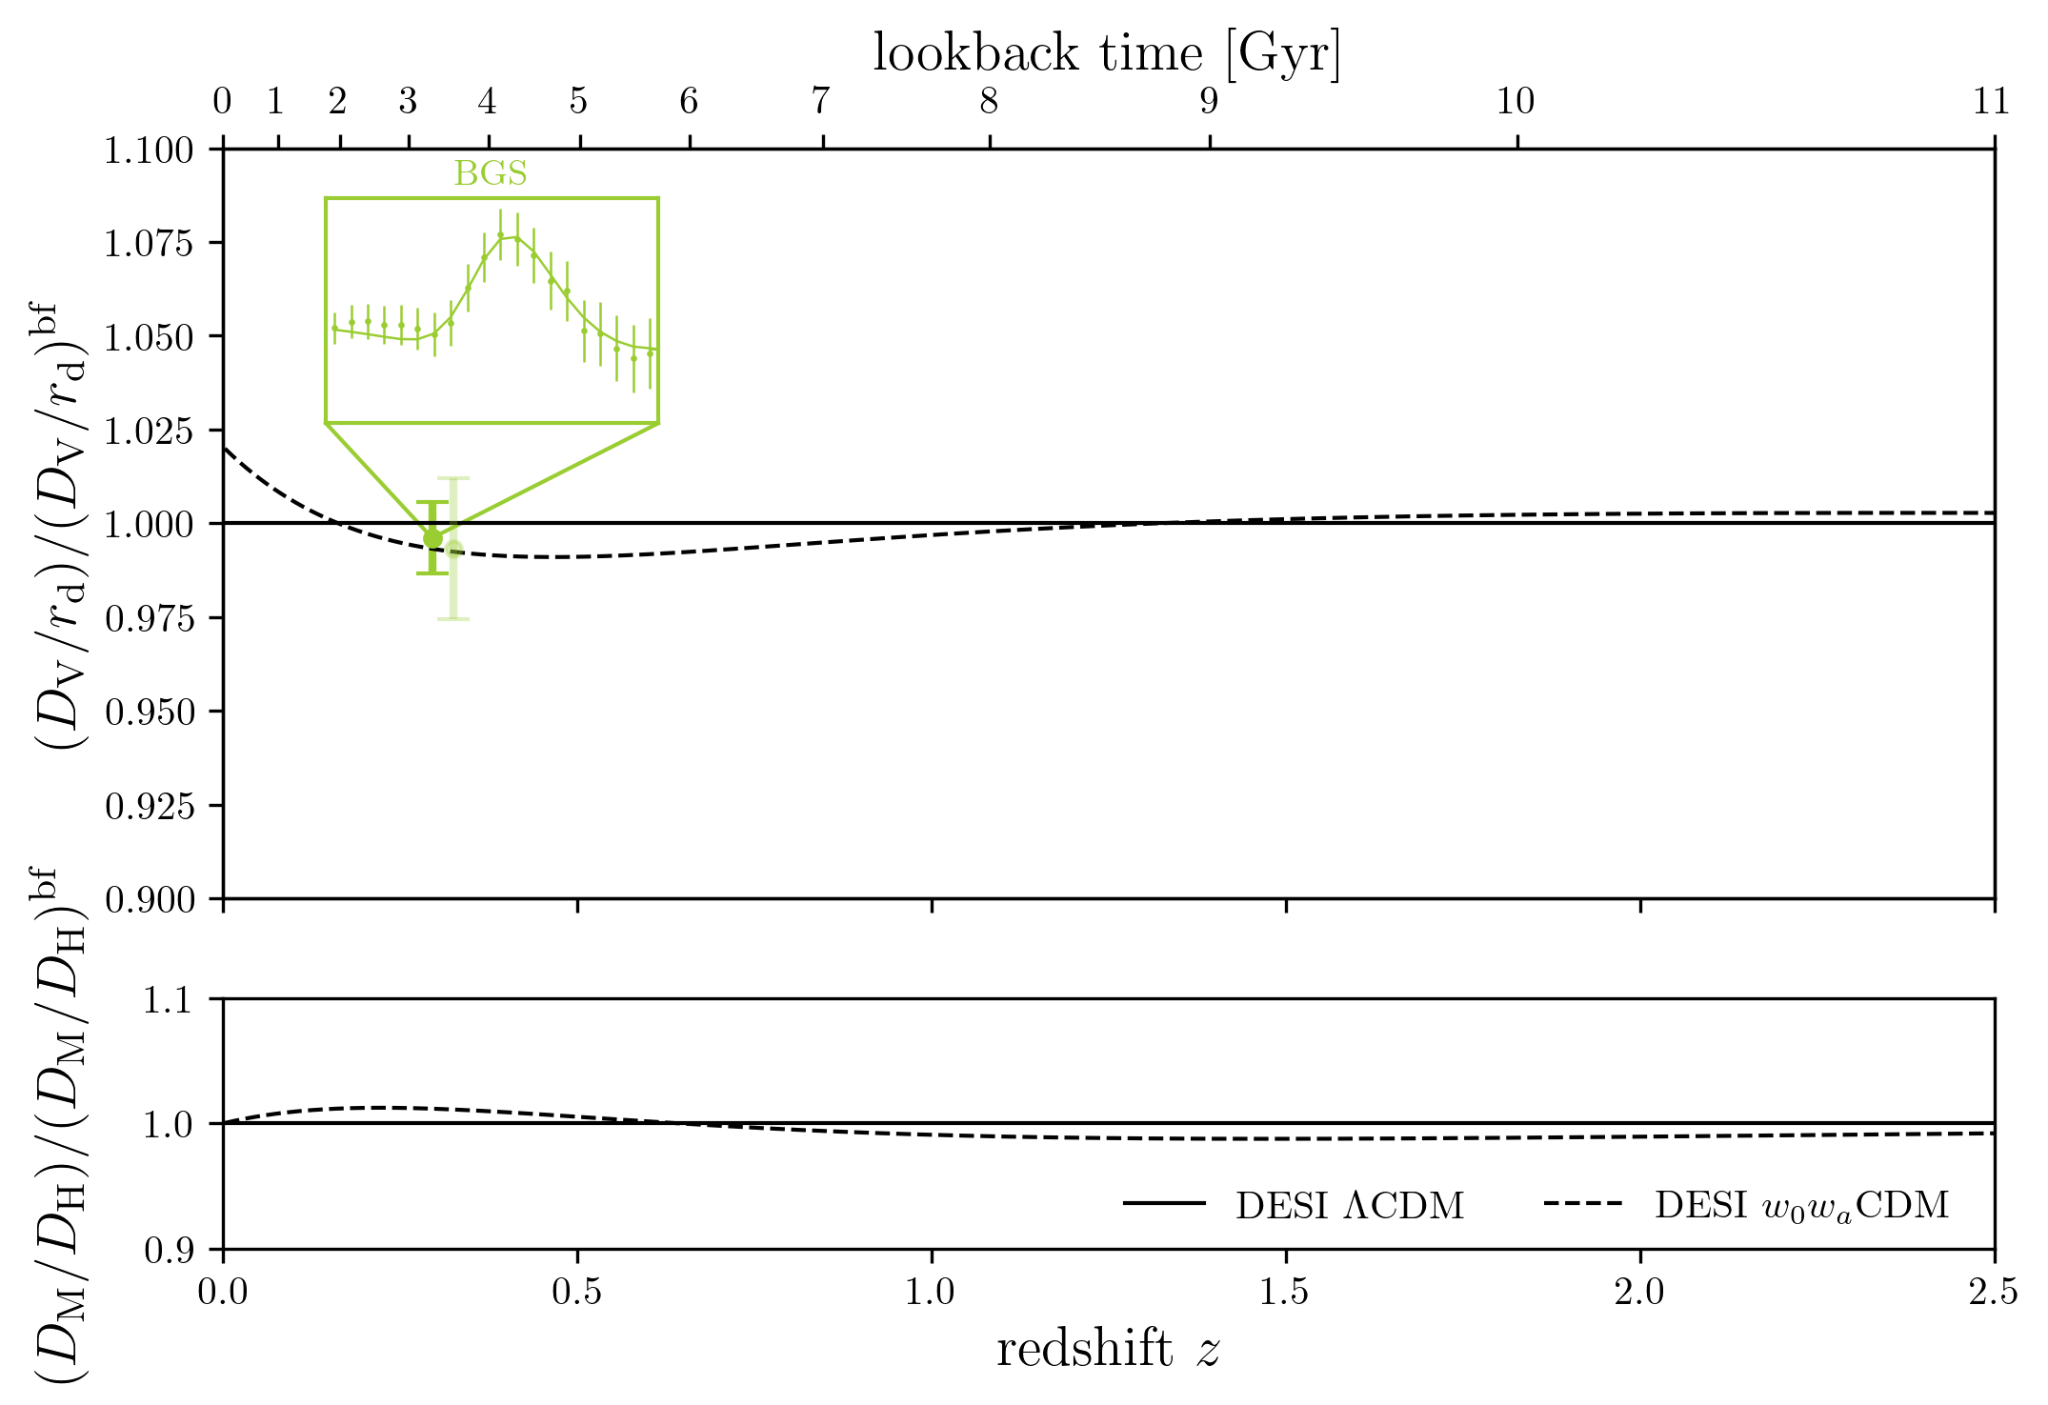 lookback time [Gyr]
0 1 2 3 4 5 6 7 8 9 10 11
(D_V/r_d)/(D_V/r_d)^bf
1.100
1.075
1.050
1.025
1.000
0.975
0.950
0.925
0.900
BGS
(D_M/D_H)/(D_M/D_H)^bf
1.1
1.0
0.9
DESI ΛCDM DESI w_0w_aCDM
0.0 0.5 1.0 1.5 2.0 2.5
redshift z